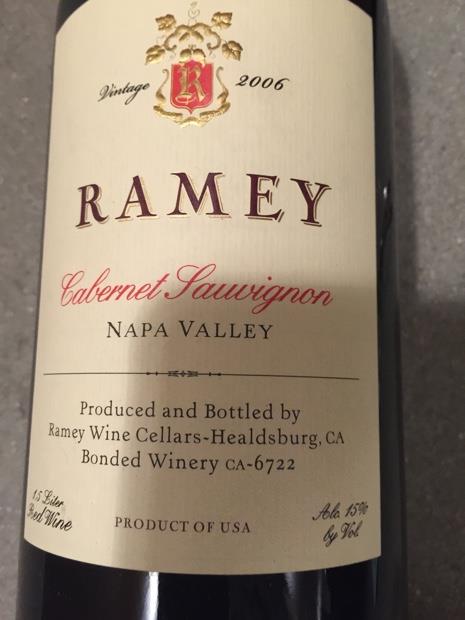 R
Vintage 2006
RAMEY
Cabernet Sauvignon
NAPA VALLEY
Produced and Bottled by
Ramey Wine Cellars-Healdsburg, CA
Bonded Winery CA-6722
1.5 Liter
Red Wine
PRODUCT OF USA
Alc. 15%
by Vol.